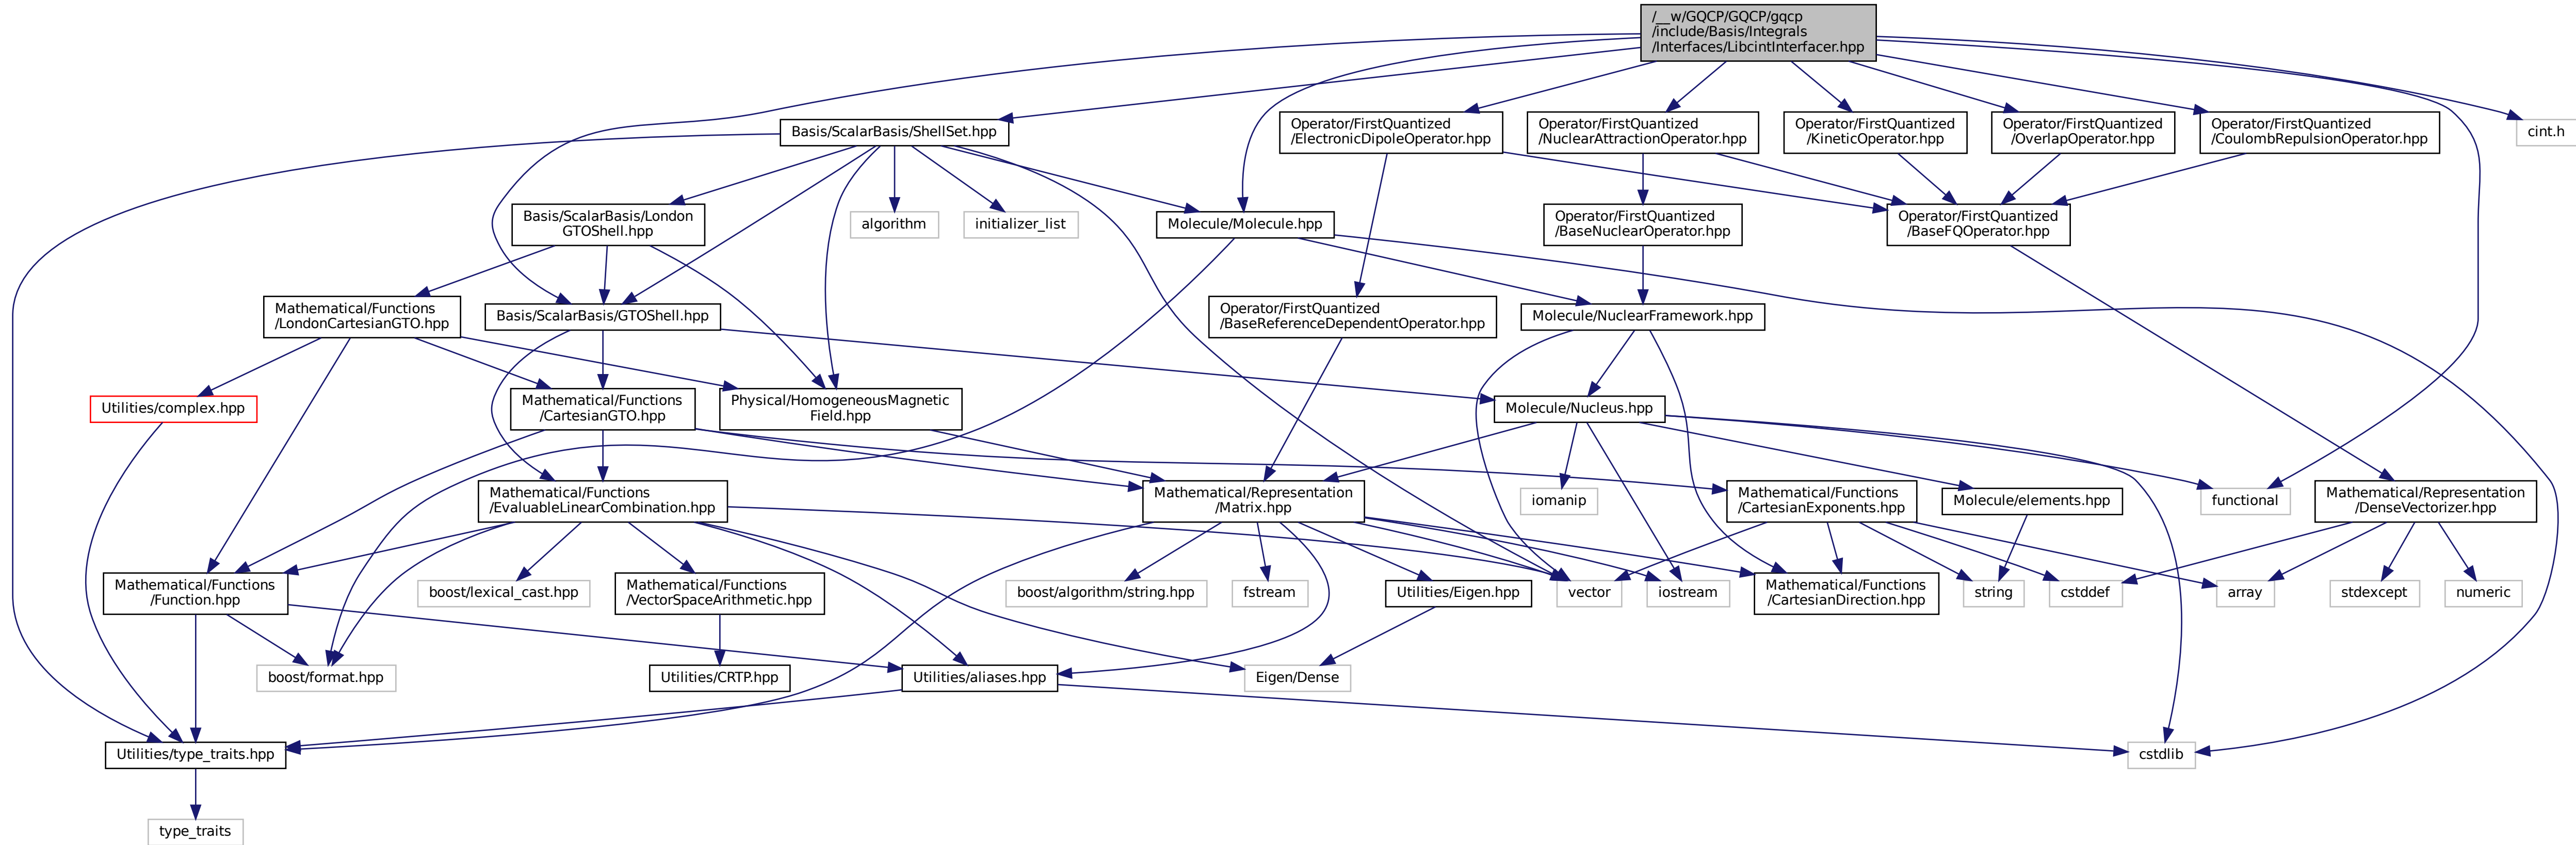 /__w/GQCP/GQCP/gqcp
/include/Basis/Integrals
/Interfaces/LibcintInterfacer.hpp
Basis/ScalarBasis/ShellSet.hpp
Operator/FirstQuantized
/ElectronicDipoleOperator.hpp
Operator/FirstQuantized
/NuclearAttractionOperator.hpp
Operator/FirstQuantized
/KineticOperator.hpp
Operator/FirstQuantized
/OverlapOperator.hpp
Operator/FirstQuantized
/CoulombRepulsionOperator.hpp
cint.h
Basis/ScalarBasis/London
GTOShell.hpp
algorithm
initializer_list
Molecule/Molecule.hpp
Operator/FirstQuantized
/BaseNuclearOperator.hpp
Operator/FirstQuantized
/BaseFQOperator.hpp
Mathematical/Functions
/LondonCartesianGTO.hpp
Basis/ScalarBasis/GTOShell.hpp
Operator/FirstQuantized
/BaseReferenceDependentOperator.hpp
Molecule/NuclearFramework.hpp
Utilities/complex.hpp
Mathematical/Functions
/CartesianGTO.hpp
Physical/HomogeneousMagnetic
Field.hpp
Molecule/Nucleus.hpp
Mathematical/Functions
/EvaluableLinearCombination.hpp
Mathematical/Representation
/Matrix.hpp
iomanip
Mathematical/Functions
/CartesianExponents.hpp
Molecule/elements.hpp
functional
Mathematical/Representation
/DenseVectorizer.hpp
Mathematical/Functions
/Function.hpp
boost/lexical_cast.hpp
Mathematical/Functions
/VectorSpaceArithmetic.hpp
boost/algorithm/string.hpp
fstream
Utilities/Eigen.hpp
vector
iostream
Mathematical/Functions
/CartesianDirection.hpp
string
cstddef
array
stdexcept
numeric
boost/format.hpp
Utilities/CRTP.hpp
Utilities/aliases.hpp
Eigen/Dense
Utilities/type_traits.hpp
cstdlib
type_traits